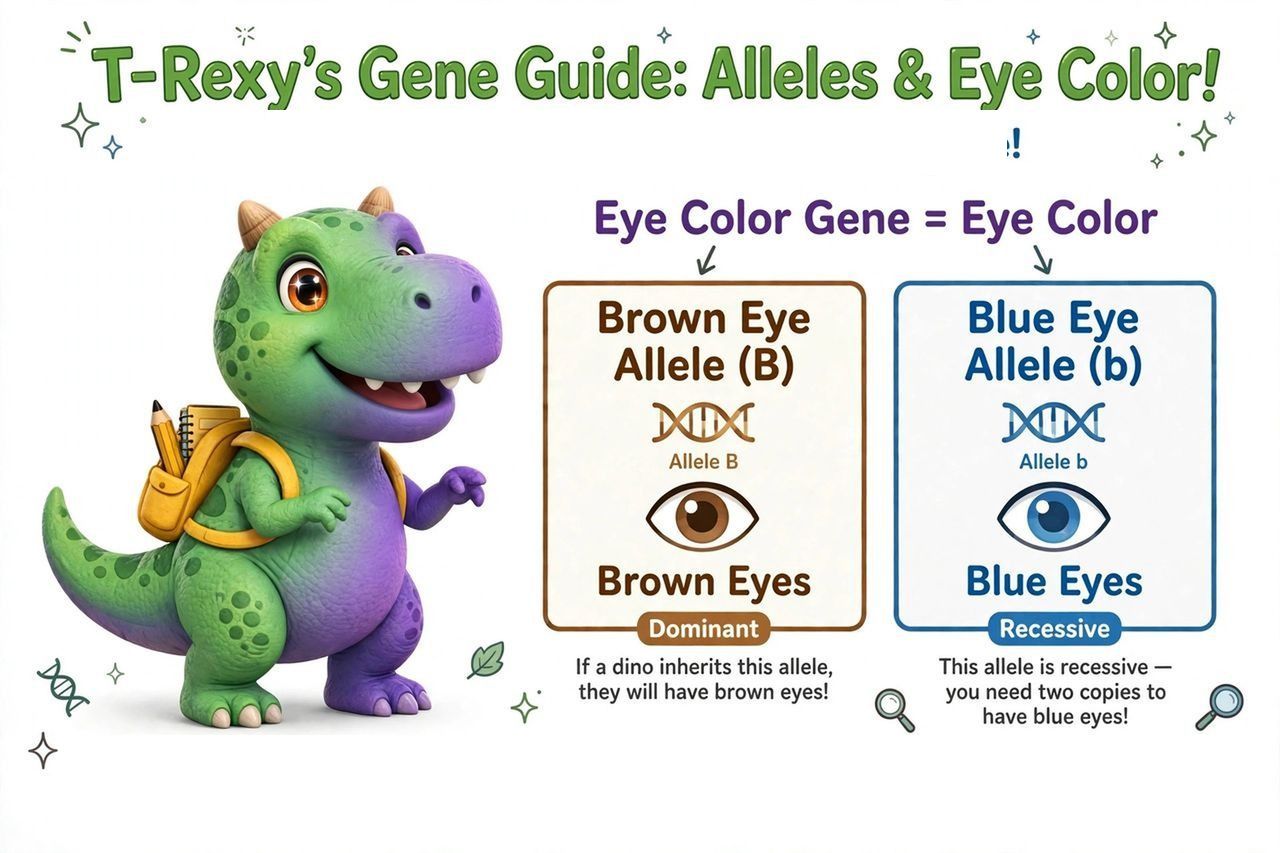 T-Rexy's Gene Guide: Alleles & Eye Color!
!
Eye Color Gene = Eye Color
Brown Eye
Allele (B)
Allele B
Brown Eyes
Dominant
If a dino inherits this allele,
they will have brown eyes!
Blue Eye
Allele (b)
Allele b
Blue Eyes
Recessive
This allele is recessive —
you need two copies to
have blue eyes!